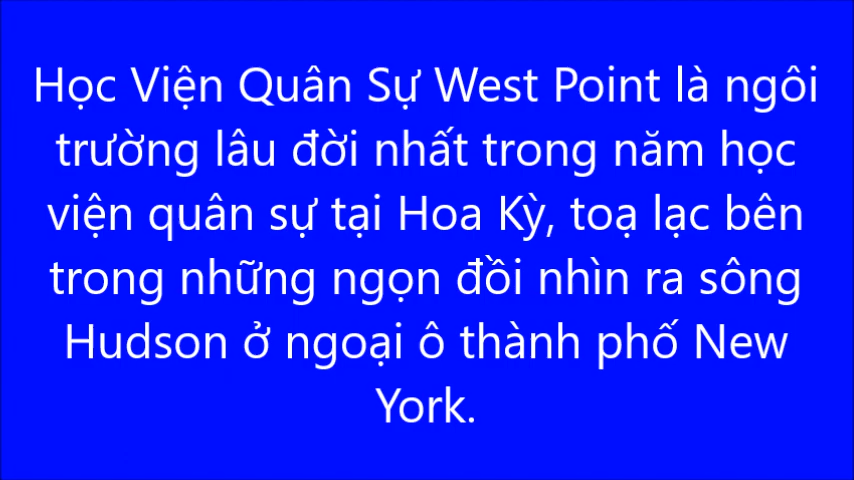 Học Viện Quân Sự West Point là ngôi
trường lâu đời nhất trong năm học
viện quân sự tại Hoa Kỳ, toạ lạc bên
trong những ngọn đồi nhìn ra sông
Hudson ở ngoại ô thành phố New
York.